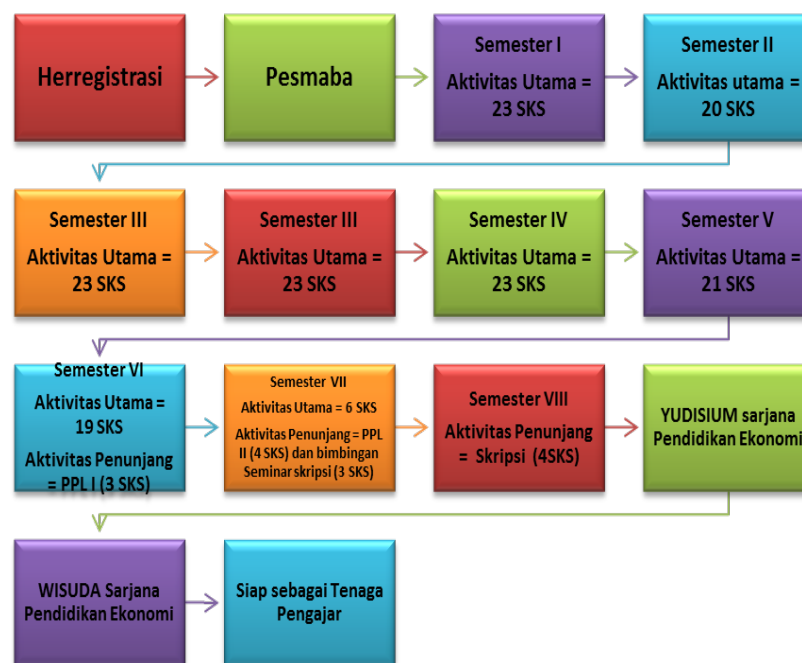 Herregistrasi
Pesmaba
Semester I
Aktivitas Utama =
23 SKS
Semester II
Aktivitas utama =
20 SKS
Semester III
Aktivitas Utama =
23 SKS
Semester III
Aktivitas Utama =
23 SKS
Semester IV
Aktivitas Utama =
23 SKS
Semester V
Aktivitas Utama =
21 SKS
Semester VI
Aktivitas Utama =
19 SKS
Aktivitas Penunjang
= PPL I (3 SKS)
Semester VII
Aktivitas Utama = 6 SKS
Aktivitas Penunjang = PPL
II (4 SKS) dan bimbingan
Seminar skripsi (3 SKS)
Semester VIII
Aktivitas Penunjang
= Skripsi (4SKS)
YUDISIUM sarjana
Pendidikan Ekonomi
WISUDA Sarjana
Pendidikan Ekonomi
Siap sebagai Tenaga
Pengajar